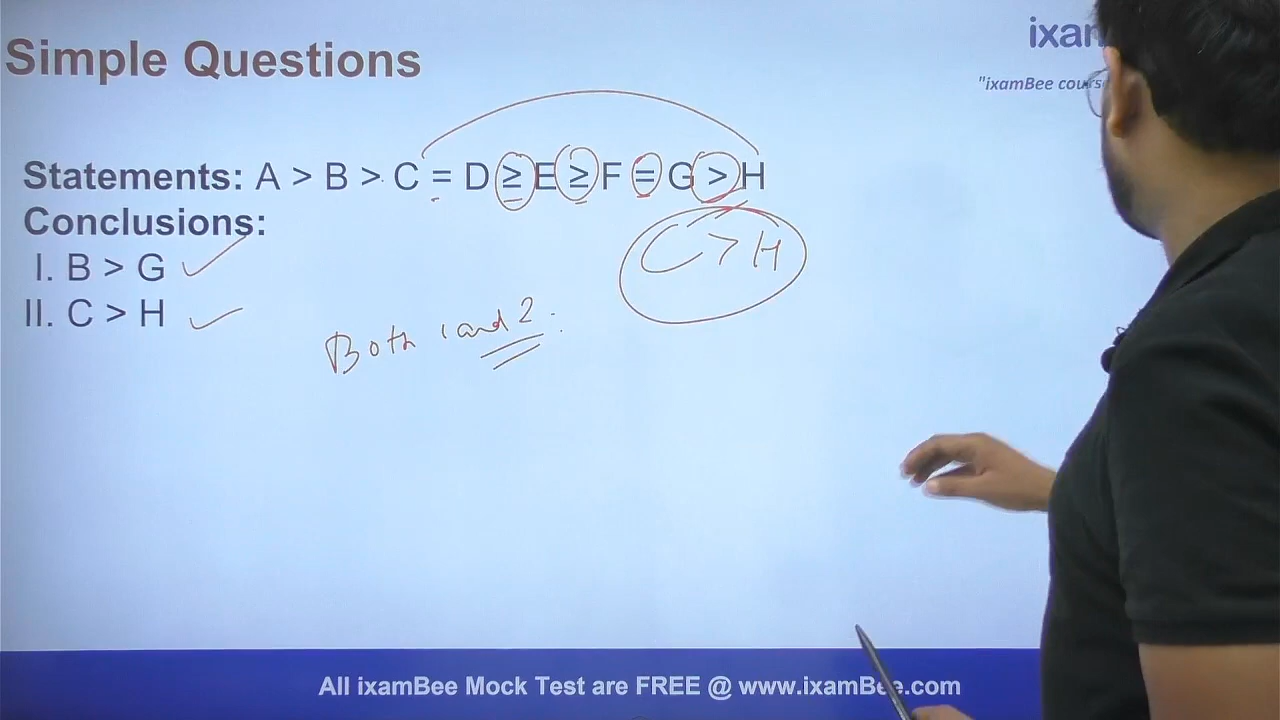 Simple Questions
ixam
"ixamBee cours
Statements: A > B > C = D ≥ E ≥ F = G > H
Conclusions:
I. B > G ✓
II. C > H ✓
C > H
Both 1 and 2.
All ixamBee Mock Test are FREE @ www.ixamBee.com